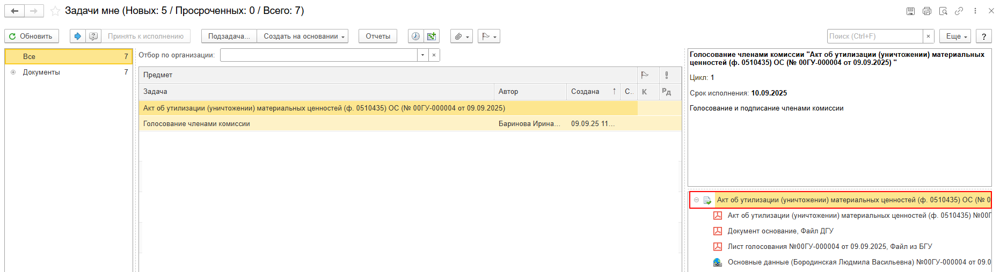 Задачи мне (Новых: 5 / Просроченных: 0 / Всего: 7)
Обновить
Принять к исполнению
Подзадача...
Создать на основании
Отчеты
Поиск (Ctrl+F)
×
Еще
?
Все 7
Документы 7
Отбор по организации:
×
Предмет
Задача Автор Создана ↑ С.. К Рд
Акт об утилизации (уничтожении) материальных ценностей (ф. 0510435) ОС (№ 00ГУ-000004 от 09.09.2025)
Голосование членами комиссии Баринова Ирина... 09.09.25 11...
Голосование членами комиссии "Акт об утилизации (уничтожении) материальных
ценностей (ф. 0510435) ОС (№ 00ГУ-000004 от 09.09.2025) "
Цикл: 1
Срок исполнения: 10.09.2025
Голосование и подписание членами комиссии
Акт об утилизации (уничтожении) материальных ценностей (ф. 0510435) ОС (№ 0
Акт об утилизации (уничтожении) материальных ценностей (ф. 0510435) №00Г
Документ основание, Файл ДГУ
Лист голосования №00ГУ-000004 от 09.09.2025, Файл из БГУ
Основные данные (Бородинская Людмила Васильевна) №00ГУ-000004 от 09.0